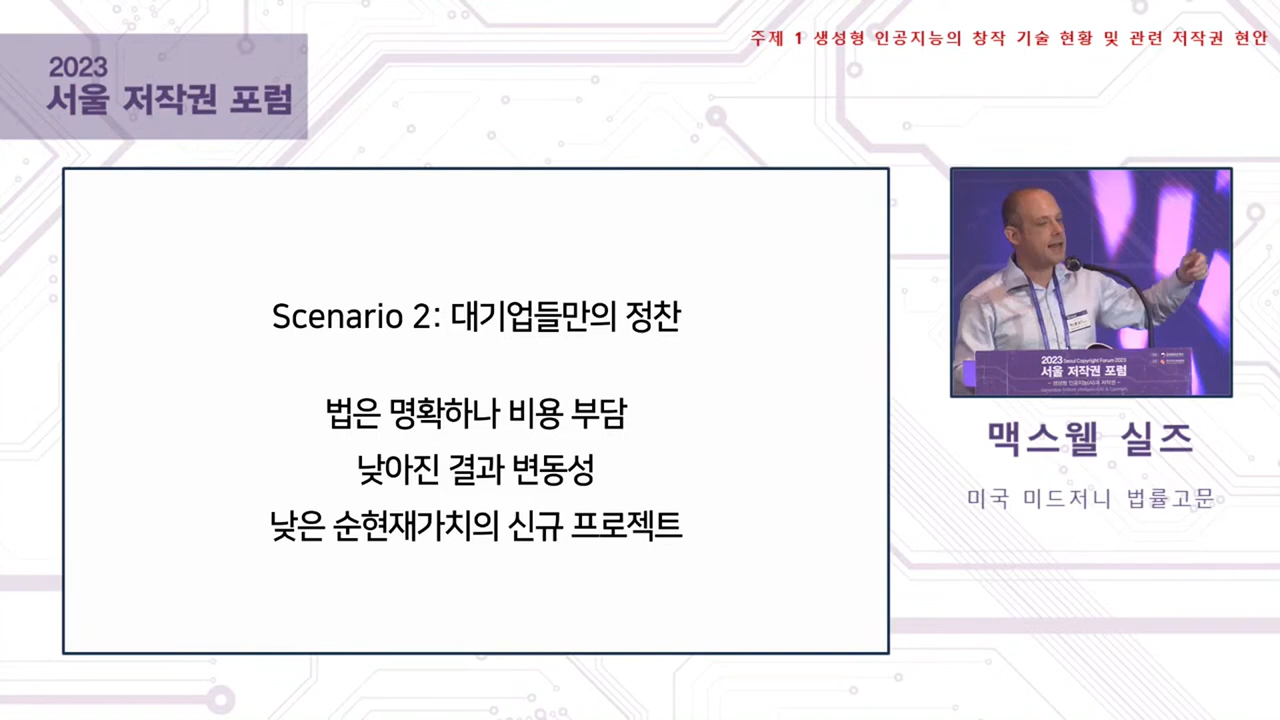 주제 1 생성형 인공지능의 창작 기술 현황 및 관련 저작권 현안
2023
서울 저작권 포럼
Scenario 2: 대기업들만의 정찬
법은 명확하나 비용 부담
낮아진 결과 변동성
낮은 순현재가치의 신규 프로젝트
2023 Seoul Copyright Forum 2023
서울 저작권 포럼
맥스웰 실즈
미국 미드저니 법률고문